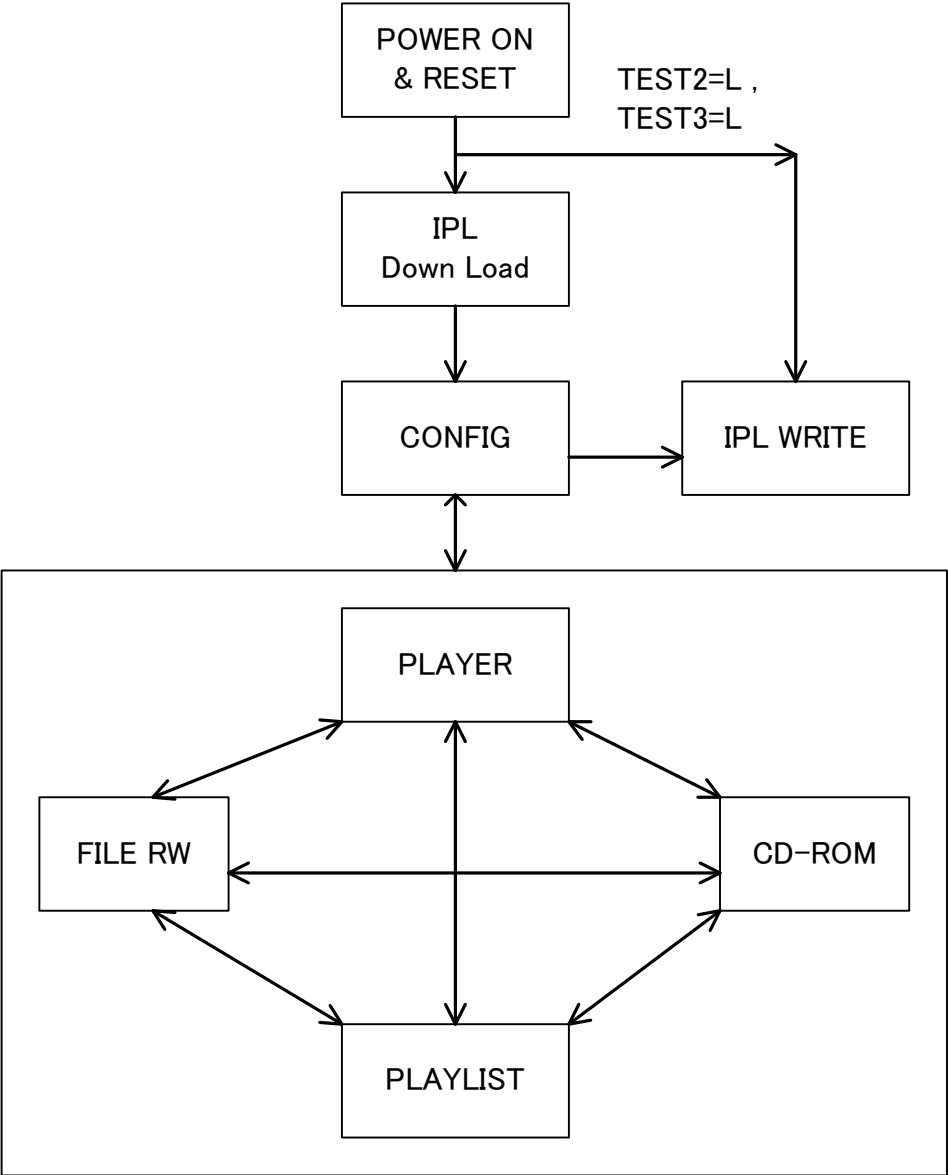 POWER ON
& RESET
TEST2=L ,
TEST3=L
IPL
Down Load
CONFIG
IPL WRITE
PLAYER
FILE RW
CD-ROM
PLAYLIST